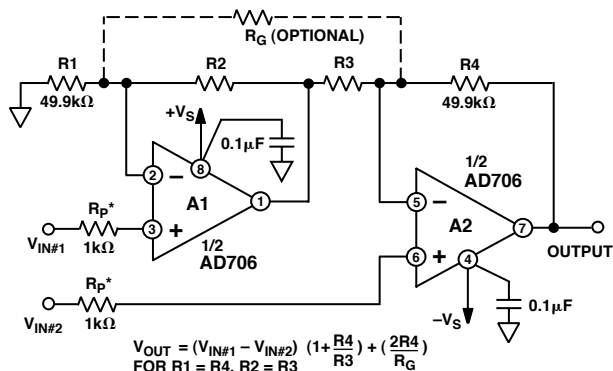 R_G (OPTIONAL)
R1
49.9kΩ
R2
R3
R4
49.9kΩ
+V_S
0.1µF
8
2
−
A1
1
3
+
1/2
AD706
R_P*
1kΩ
V_IN#1
1/2
AD706
5
−
A2
7
6
+
4
OUTPUT
−V_S
0.1µF
R_P*
1kΩ
V_IN#2
V_OUT = (V_IN#1 − V_IN#2) (1+ R4/R3) + (2R4/R_G)
FOR R1 = R4, R2 = R3